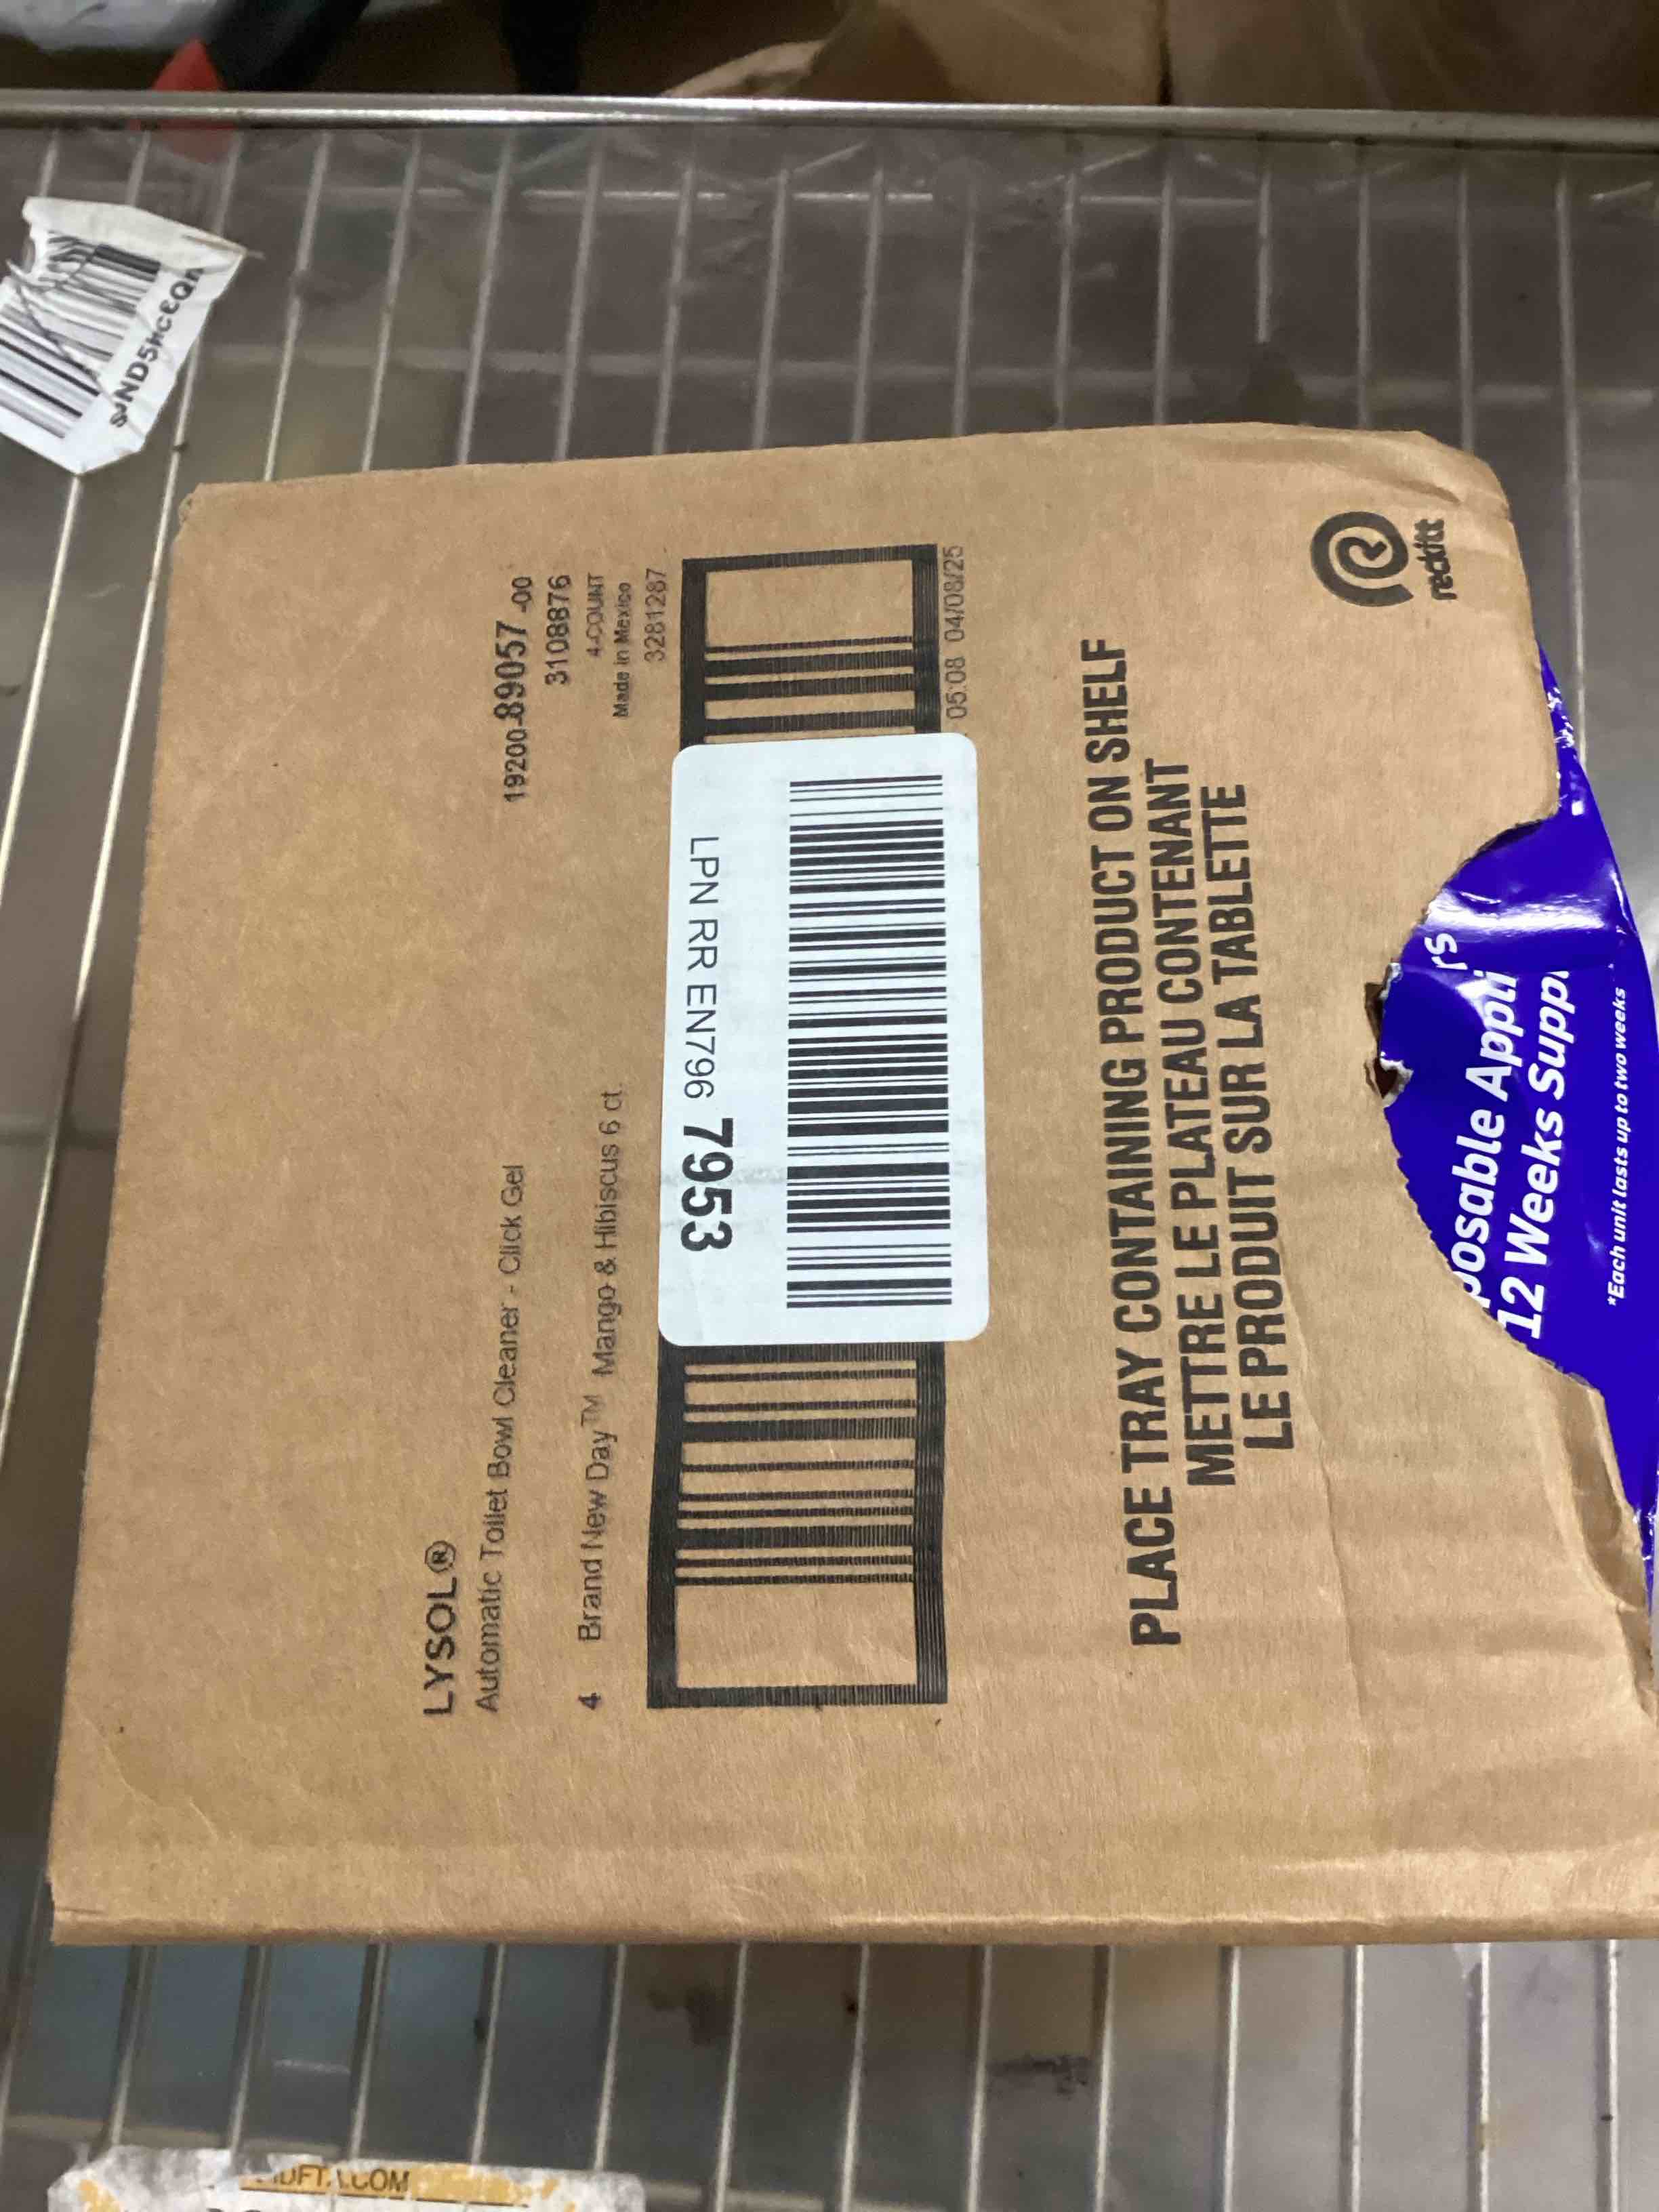 LYSOL®
Automatic Toilet Bowl Cleaner - Click Gel
4 Brand New Day™ Mango & Hibiscus 6 ct.
19200-89057-00
3108876
4-COUNT
Made in Mexico
3281287
LPN RR EN796 7953
05:08 04/08/25
PLACE TRAY CONTAINING PRODUCT ON SHELF
METTRE LE PLATEAU CONTENANT
LE PRODUIT SUR LA TABLETTE
reckitt
12 Weeks
*Each unit lasts up to two weeks